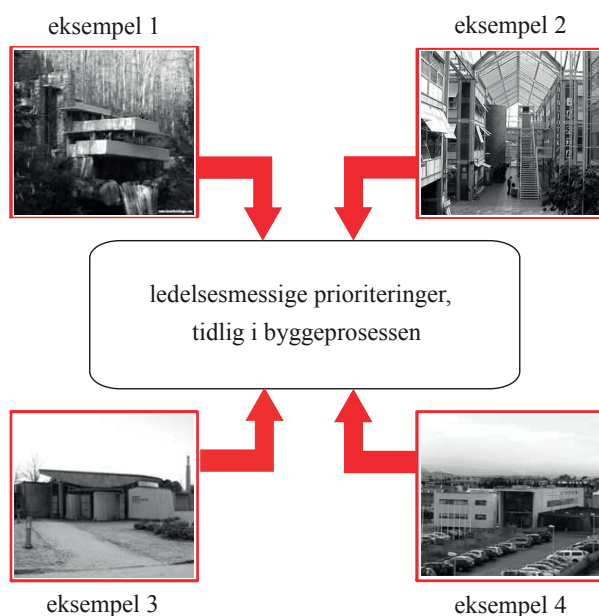 eksempel 1
eksempel 2
ledelsesmessige prioriteringer,
tidlig i byggeprosessen
eksempel 3
eksempel 4